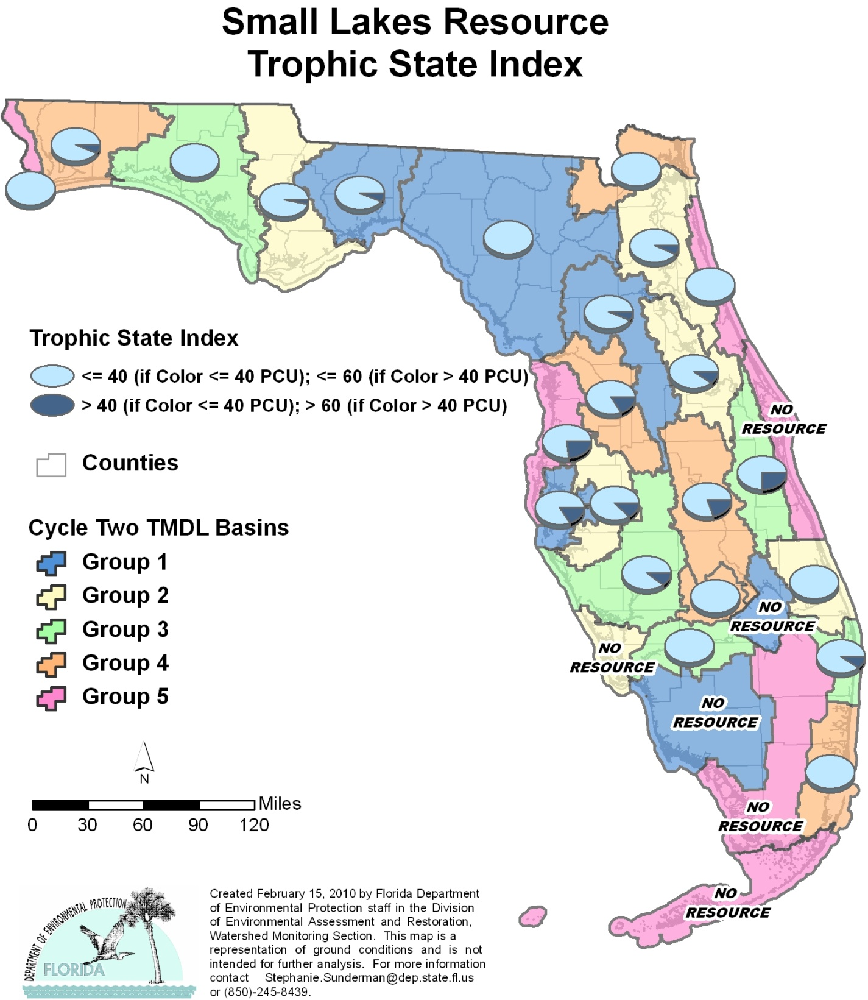 Small Lakes Resource
Trophic State Index
Trophic State Index
<= 40 (if Color <= 40 PCU); <= 60 (if Color > 40 PCU)
> 40 (if Color <= 40 PCU); > 60 (if Color > 40 PCU)
Counties
Cycle Two TMDL Basins
Group 1
Group 2
Group 3
Group 4
Group 5
NO
RESOURCE
NO
RESOURCE
NO
RESOURCE
NO
RESOURCE
NO
RESOURCE
NO
RESOURCE
N
Miles
0 30 60 90 120
DEPARTMENT OF ENVIRONMENTAL PROTECTION
FLORIDA
Created February 15, 2010 by Florida Department
of Environmental Protection staff in the Division
of Environmental Assessment and Restoration,
Watershed Monitoring Section. This map is a
representation of ground conditions and is not
intended for further analysis. For more information
contact Stephanie.Sunderman@dep.state.fl.us
or (850)-245-8439.